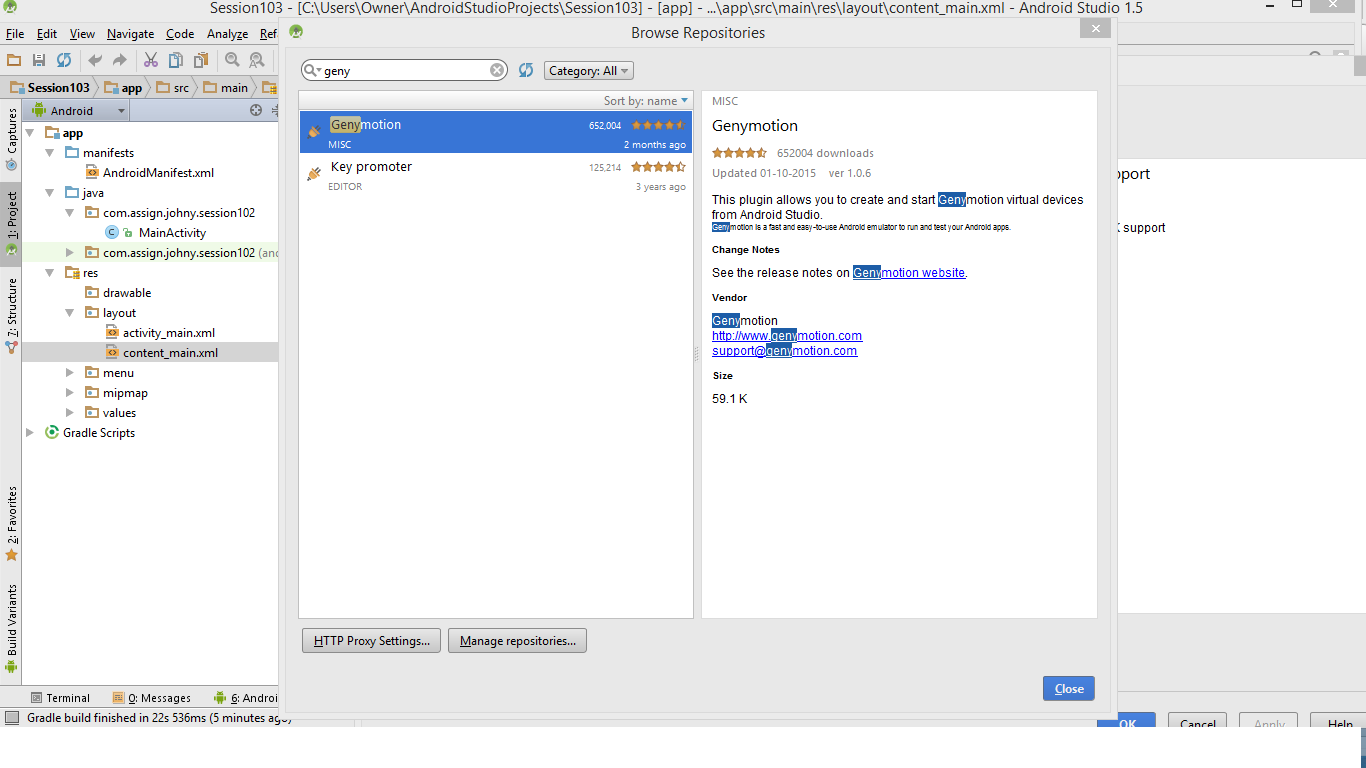 Session103 - [C:\Users\Owner\AndroidStudioProjects\Session103] - [app] - ...\app\src\main\res\layout\content_main.xml - Android Studio 1.5
File Edit View Navigate Code Analyze Ref
Session103 app src main
Android
Captures
1: Project
7: Structure
2: Favorites
Build Variants
app
manifests
AndroidManifest.xml
java
com.assign.johny.session102
MainActivity
com.assign.johny.session102 (and
res
drawable
layout
activity_main.xml
content_main.xml
menu
mipmap
values
Gradle Scripts
Browse Repositories
geny
Category: All
Sort by: name
Genymotion 652,004
MISC 2 months ago
Key promoter 125,214
EDITOR 3 years ago
MISC
Genymotion
652004 downloads
Updated 01-10-2015 ver 1.0.6
This plugin allows you to create and start Genymotion virtual devices
from Android Studio.
Genymotion is a fast and easy-to-use Android emulator to run and test your Android apps.
Change Notes
See the release notes on Genymotion website.
Vendor
Genymotion
http://www.genymotion.com
support@genymotion.com
Size
59.1 K
HTTP Proxy Settings...
Manage repositories...
Close
pport
support
Terminal 0: Messages 6: Androi
Gradle build finished in 22s 536ms (5 minutes ago)
OK Cancel Apply Help